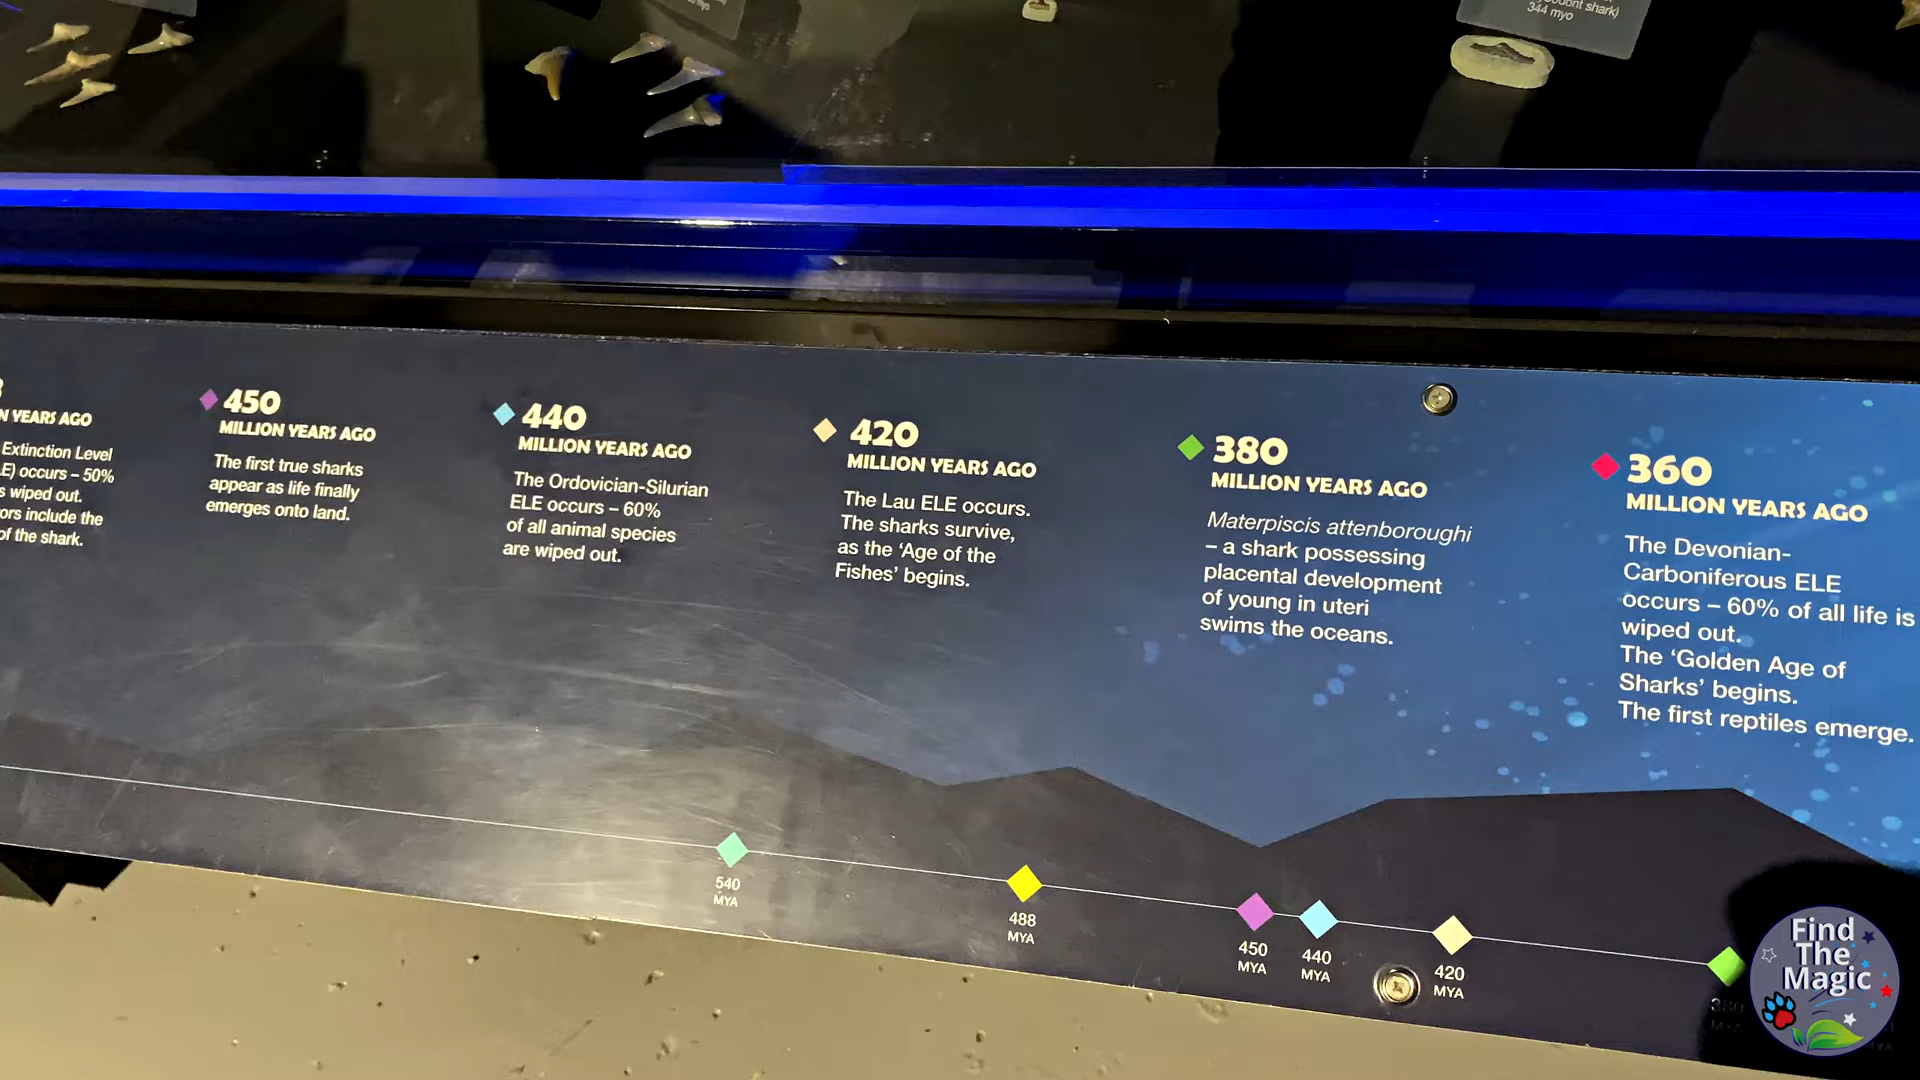 odont shark)
344 myo
myo
N YEARS AGO
Extinction Level
LE) occurs – 50%
s wiped out.
ors include the
of the shark.
450
MILLION YEARS AGO
The first true sharks
appear as life finally
emerges onto land.
440
MILLION YEARS AGO
The Ordovician-Silurian
ELE occurs – 60%
of all animal species
are wiped out.
420
MILLION YEARS AGO
The Lau ELE occurs.
The sharks survive,
as the ‘Age of the
Fishes’ begins.
380
MILLION YEARS AGO
Materpiscis attenboroughi
– a shark possessing
placental development
of young in uteri
swims the oceans.
360
MILLION YEARS AGO
The Devonian-
Carboniferous ELE
occurs – 60% of all life is
wiped out.
The ‘Golden Age of
Sharks’ begins.
The first reptiles emerge.
540
MYA
488
MYA
450
MYA
440
MYA
420
MYA
380
MYA
Find
The
Magic